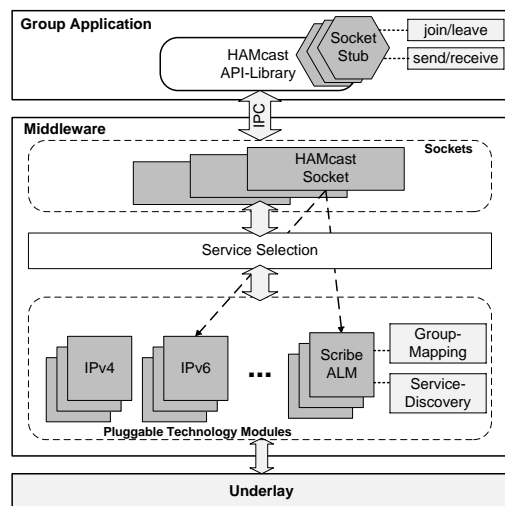 Group Application
HAMcast
API-Library
Socket
Stub
join/leave
send/receive
IPC
Middleware
Sockets
HAMcast
Socket
Service Selection
IPv4
IPv6
...
Scribe
ALM
Group-
Mapping
Service-
Discovery
Pluggable Technology Modules
Underlay